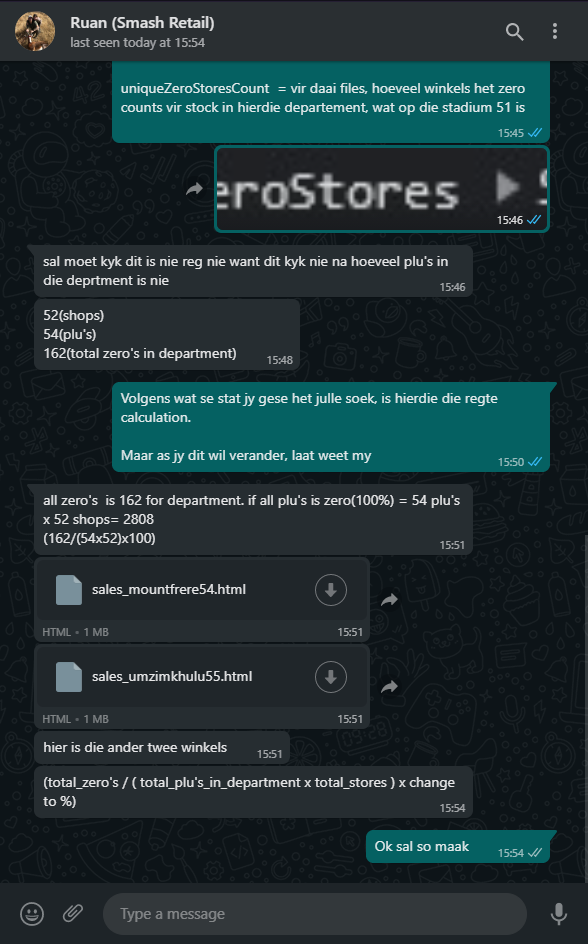 Ruan (Smash Retail)
last seen today at 15:54
uniqueZeroStoresCount = vir daai files, hoeveel winkels het zero
counts vir stock in hierdie departement, wat op die stadium 51 is
15:45
eroStores
15:46
sal moet kyk dit is nie reg nie want dit kyk nie na hoeveel plu's in
die deprtment is nie
15:46
52(shops)
54(plu's)
162(total zero's in department)
15:48
Volgens wat se stat jy gese het julle soek, is hierdie die regte
calculation.
Maar as jy dit wil verander, laat weet my
15:50
all zero's is 162 for department. if all plu's is zero(100%) = 54 plu's
x 52 shops= 2808
(162/(54x52)x100)
15:51
sales_mountfrere54.html
HTML • 1 MB
15:51
sales_umzimkhulu55.html
HTML • 1 MB
15:51
hier is die ander twee winkels
15:51
(total_zero's / ( total_plu's_in_department x total_stores ) x change
to %)
15:54
Ok sal so maak
15:54
Type a message